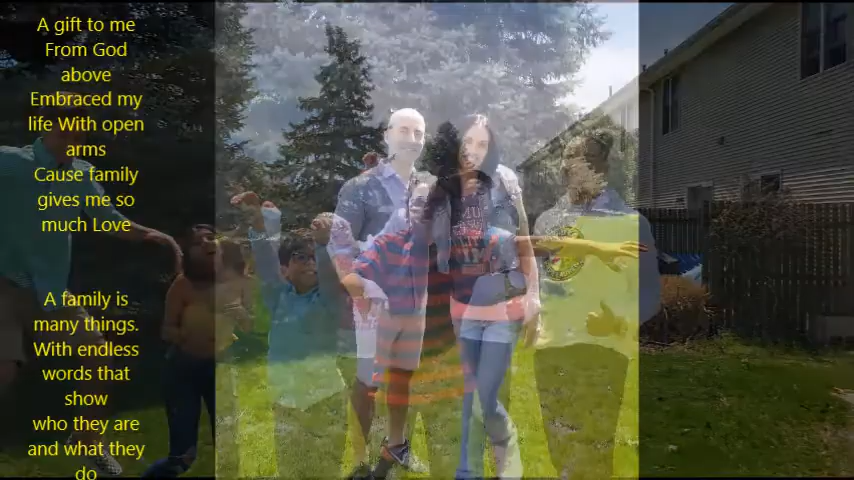 A gift to me
From God
above
Embraced my
life With open
arms
Cause family
gives me so
much Love
A family is
many things.
With endless
words that
show
who they are
and what they
do